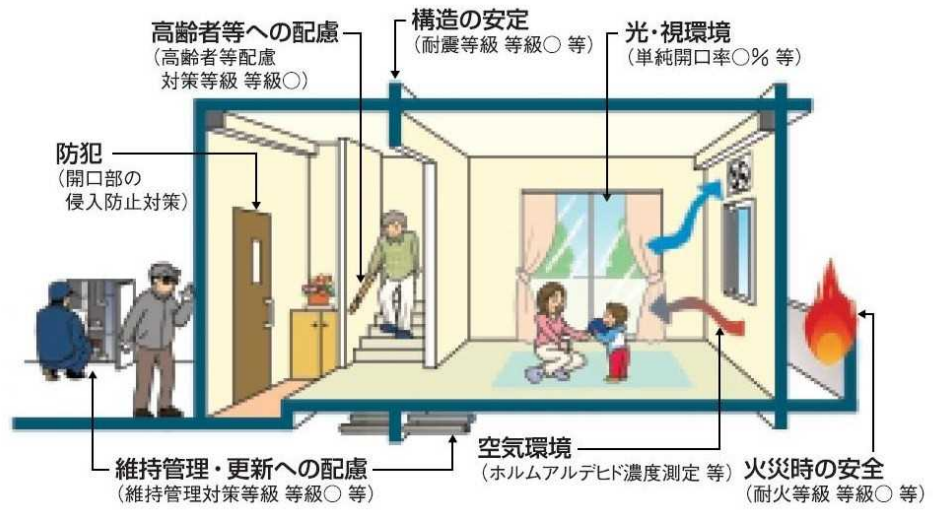 高齢者等への配慮
(高齢者等配慮
対策等級 等級○)
構造の安定
(耐震等級 等級○ 等)
光・視環境
(単純開口率○% 等)
防犯
(開口部の
侵入防止対策)
維持管理・更新への配慮
(維持管理対策等級 等級○ 等)
空気環境
(ホルムアルデヒド濃度測定 等)
火災時の安全
(耐火等級 等級○ 等)